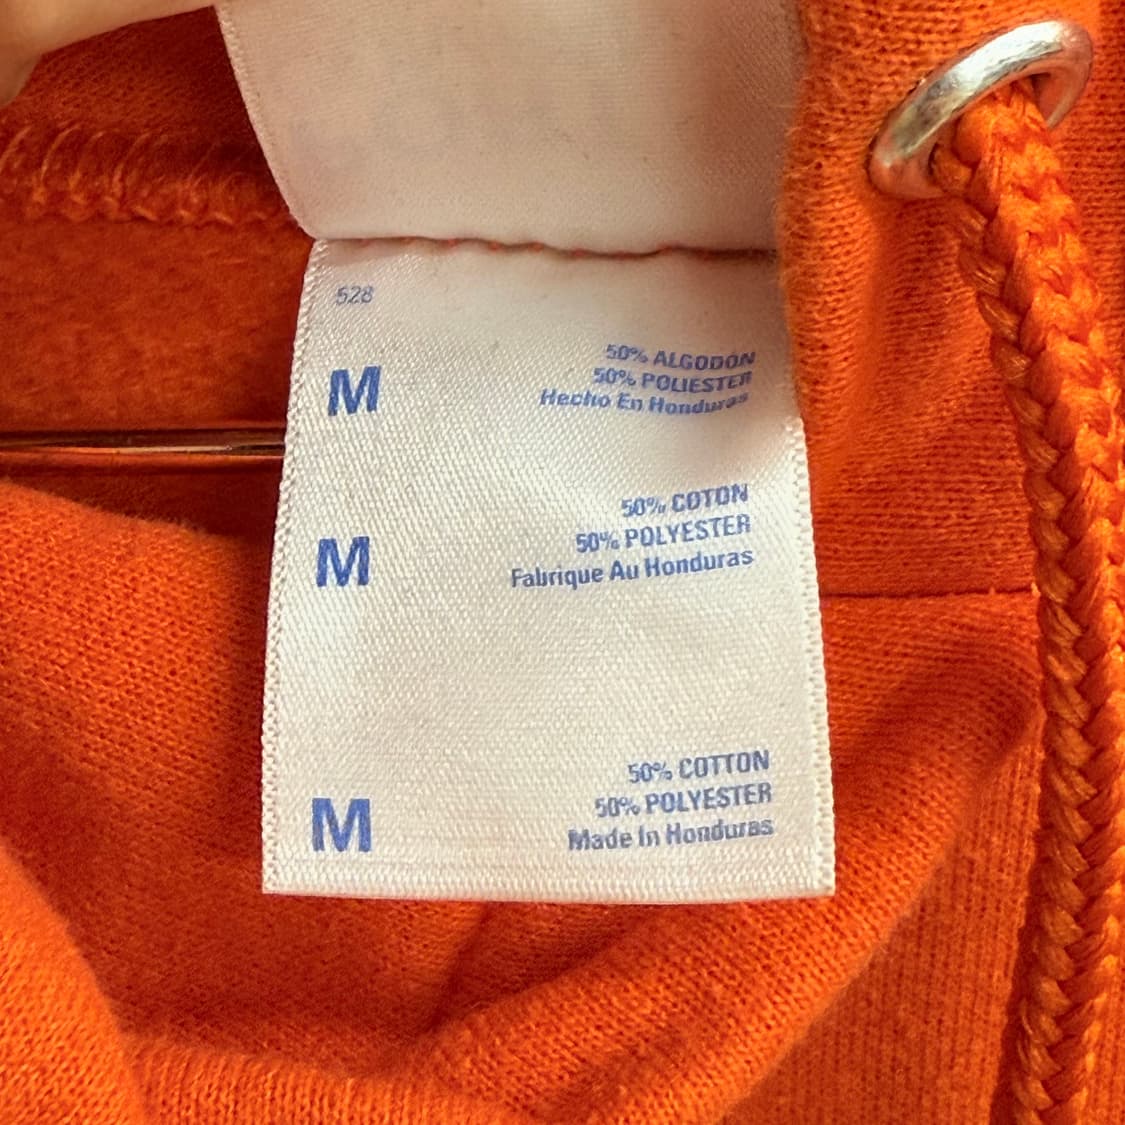 528
M
50% ALGODÓN
50% POLIESTER
Hecho En Honduras
M
50% COTON
50% POLYESTER
Fabrique Au Honduras
M
50% COTTON
50% POLYESTER
Made In Honduras